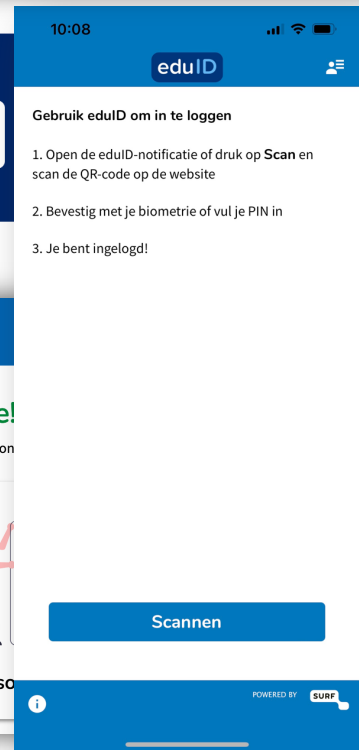 10:08
eduID
Gebruik eduID om in te loggen
1. Open de eduID-notificatie of druk op Scan en
scan de QR-code op de website
2. Bevestig met je biometrie of vul je PIN in
3. Je bent ingelogd!
e!
on
so
Scannen
POWERED BY
SURF